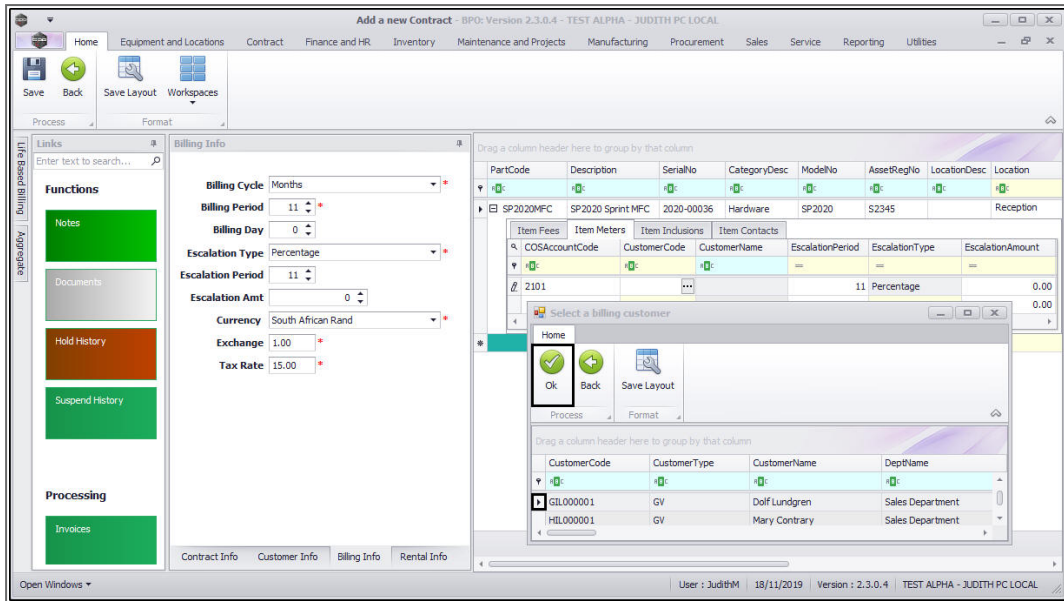 Add a new Contract - BPO: Version 2.3.0.4 - TEST ALPHA - JUDITH PC LOCAL
Home Equipment and Locations Contract Finance and HR Inventory Maintenance and Projects Manufacturing Procurement Sales Service Reporting Utilities
Save Back Save Layout Workspaces
Process Format
Life Based Billing
Aggregate
Links
Enter text to search...
Functions
Notes
Documents
Hold History
Suspend History
Processing
Invoices
Billing Info
Billing Cycle Months *
Billing Period 11 *
Billing Day 0
Escalation Type Percentage *
Escalation Period 11
Escalation Amt 0
Currency South African Rand *
Exchange 1.00 *
Tax Rate 15.00 *
Contract Info Customer Info Billing Info Rental Info
Drag a column header here to group by that column
PartCode Description SerialNo CategoryDesc ModelNo AssetRegNo LocationDesc Location
SP2020MFC SP2020 Sprint MFC 2020-00036 Hardware SP2020 S2345 Reception
Item Fees Item Meters Item Inclusions Item Contacts
COSAccountCode CustomerCode CustomerName EscalationPeriod EscalationType EscalationAmount
= = =
2101 ... 11 Percentage 0.00
0.00
Select a billing customer
Home
Ok Back Save Layout
Process Format
Drag a column header here to group by that column
CustomerCode CustomerType CustomerName DeptName
GIL000001 GV Dolf Lundgren Sales Department
HIL000001 GV Mary Contrary Sales Department
Open Windows
User : JudithM 18/11/2019 Version : 2.3.0.4 TEST ALPHA - JUDITH PC LOCAL